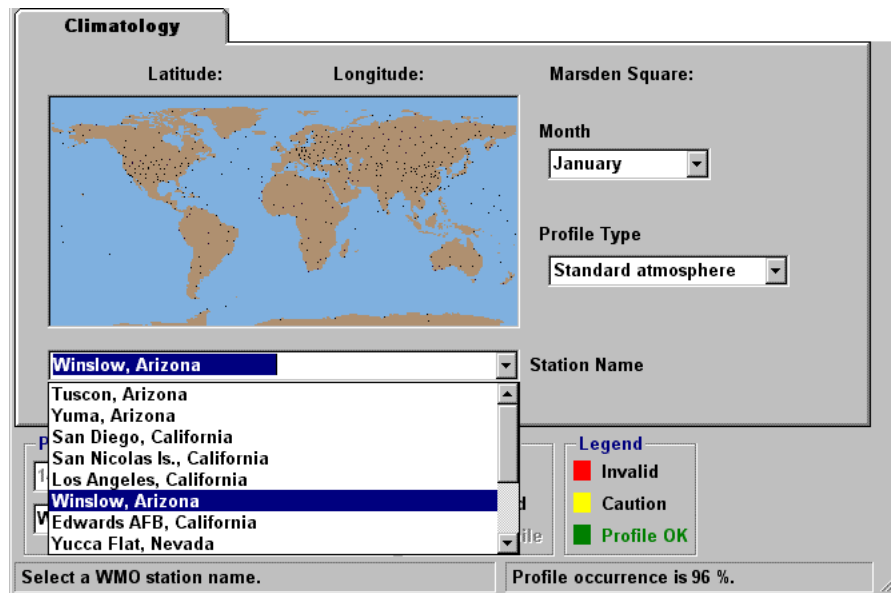 Climatology
Latitude: Longitude: Marsden Square:
Month
January
Profile Type
Standard atmosphere
Winslow, Arizona Station Name
Tuscon, Arizona
Yuma, Arizona
San Diego, California
San Nicolas Is., California
Los Angeles, California
Winslow, Arizona
Edwards AFB, California
Yucca Flat, Nevada
Legend
Invalid
Caution
Profile OK
Select a WMO station name. Profile occurrence is 96 %.